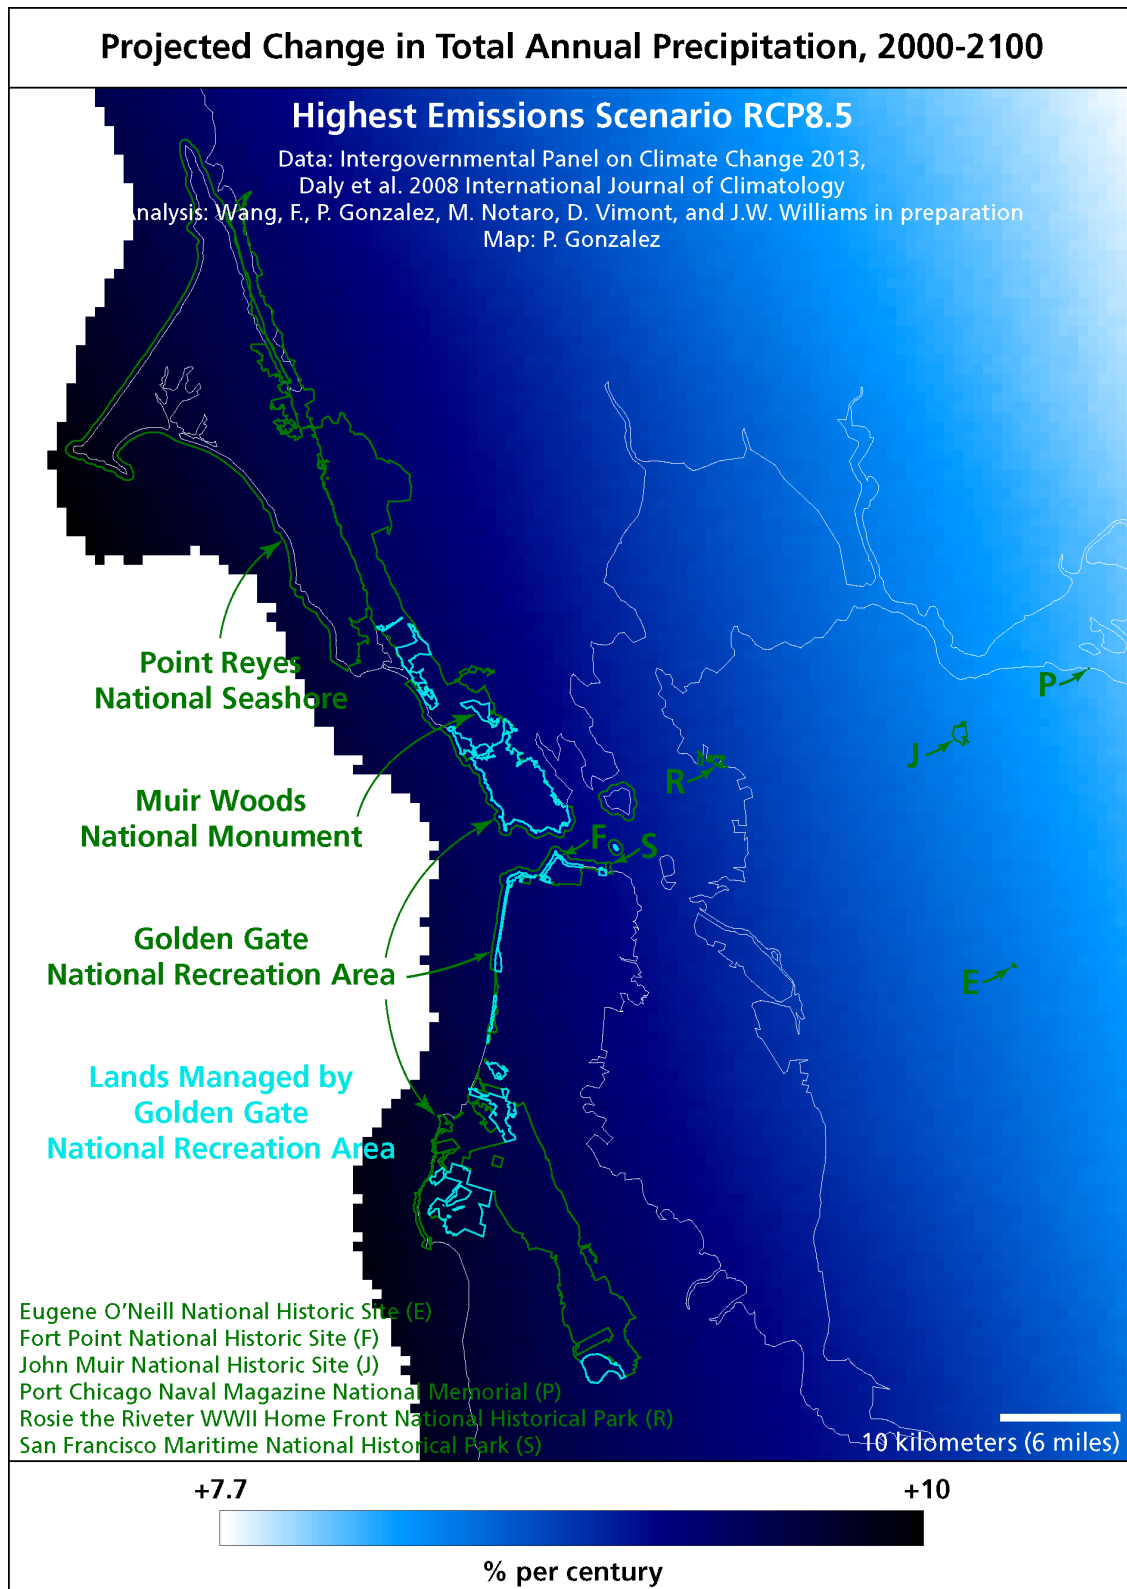 Projected Change in Total Annual Precipitation, 2000-2100
Highest Emissions Scenario RCP8.5
Data: Intergovernmental Panel on Climate Change 2013,
Daly et al. 2008 International Journal of Climatology
Analysis: Wang, F., P. Gonzalez, M. Notaro, D. Vimont, and J.W. Williams in preparation
Map: P. Gonzalez
Point Reyes
National Seashore
P
J
R
Muir Woods
National Monument
F
S
Golden Gate
National Recreation Area
E
Lands Managed by
Golden Gate
National Recreation Area
Eugene O’Neill National Historic Site (E)
Fort Point National Historic Site (F)
John Muir National Historic Site (J)
Port Chicago Naval Magazine National Memorial (P)
Rosie the Riveter WWII Home Front National Historical Park (R)
San Francisco Maritime National Historical Park (S)
10 kilometers (6 miles)
+7.7
+10
% per century